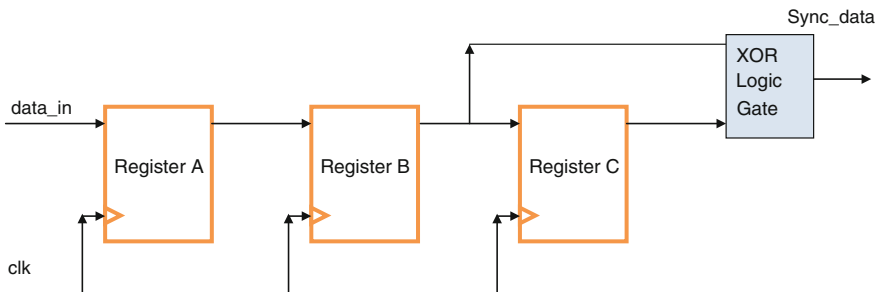 Sync_data
XOR
Logic
Gate
data_in
Register A
Register B
Register C
clk